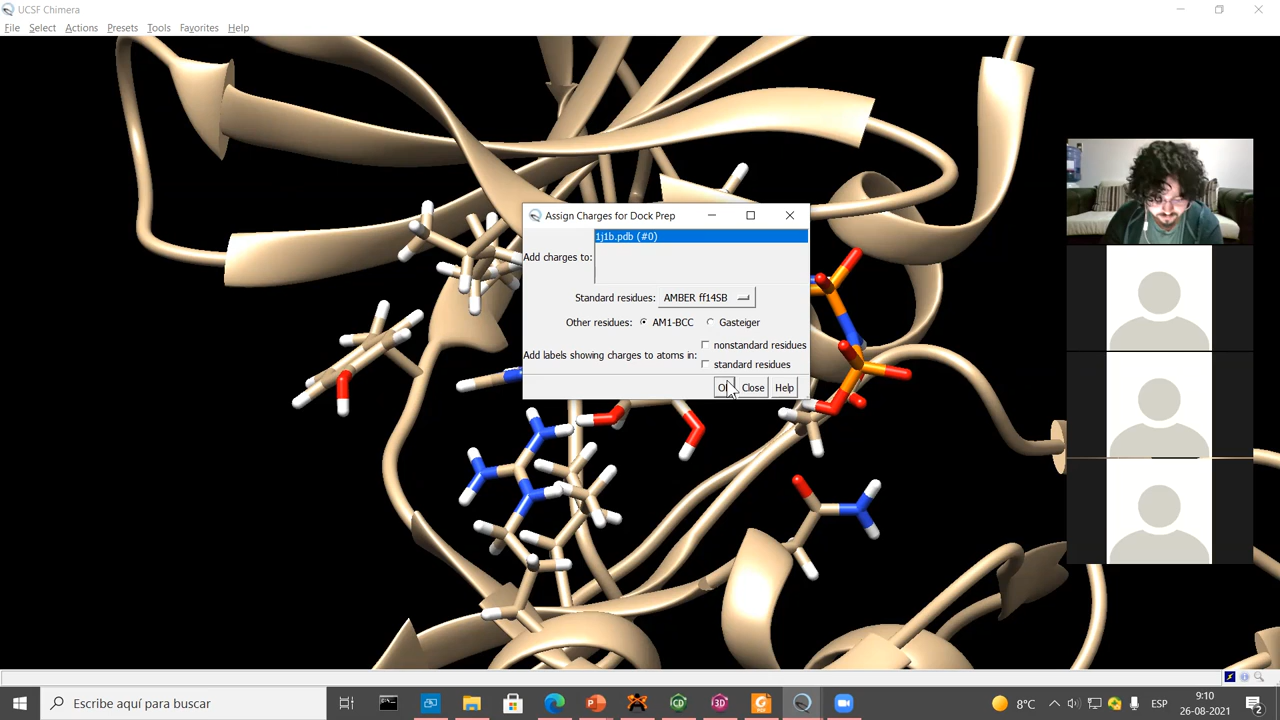 UCSF Chimera
File Select Actions Presets Tools Favorites Help
Assign Charges for Dock Prep
1j1b.pdb (#0)
Add charges to:
Standard residues: AMBER ff14SB
Other residues: AM1-BCC Gasteiger
nonstandard residues
Add labels showing charges to atoms in:
standard residues
Close Help
Escribe aquí para buscar
8°C
ESP
9:10
26-08-2021
2